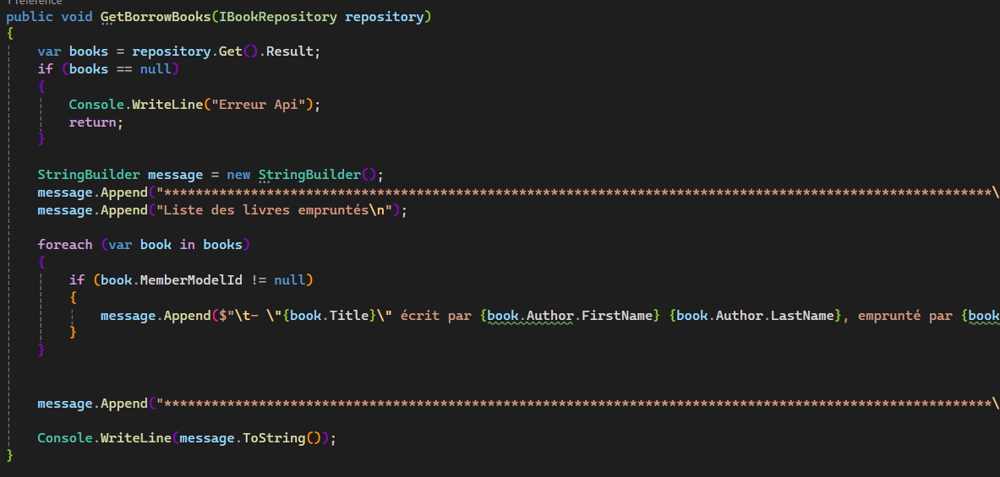 1 reference
public void GetBorrowBooks(IBookRepository repository)
{
var books = repository.Get().Result;
if (books == null)
{
Console.WriteLine("Erreur Api");
return;
}
StringBuilder message = new StringBuilder();
message.Append("*********************************************************************************************************\
message.Append("Liste des livres empruntés\n");
foreach (var book in books)
{
if (book.MemberModelId != null)
{
message.Append($"\t- \"{book.Title}\" écrit par {book.Author.FirstName} {book.Author.LastName}, emprunté par {book
}
}
message.Append("*********************************************************************************************************\
Console.WriteLine(message.ToString());
}